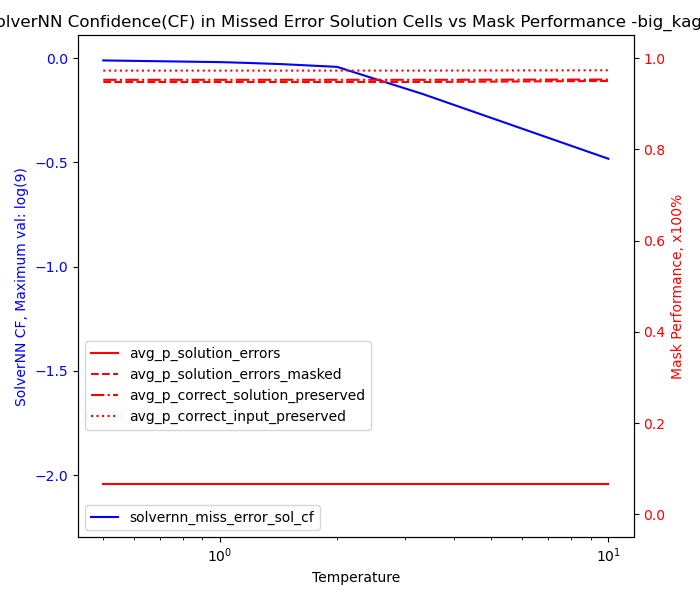 olverNN Confidence(CF) in Missed Error Solution Cells vs Mask Performance -big_kag
0.0
−0.5
−1.0
−1.5
−2.0
SolverNN CF, Maximum val: log(9)
1.0
0.8
0.6
0.4
0.2
0.0
Mask Performance, x100%
avg_p_solution_errors
avg_p_solution_errors_masked
avg_p_correct_solution_preserved
avg_p_correct_input_preserved
solvernn_miss_error_sol_cf
10⁰
10¹
Temperature